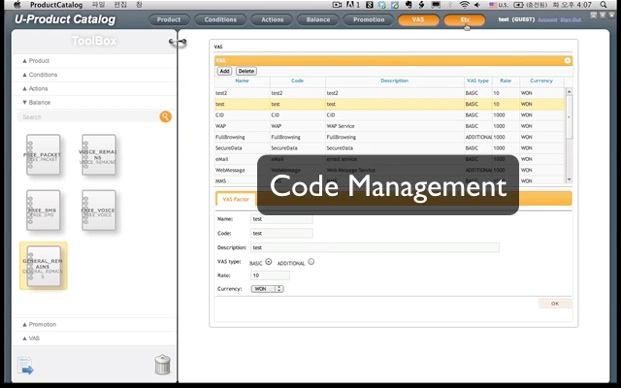 ProductCatalog 파일 편집 창
U.S. (충전됨) 화 오후 4:07
U-Product Catalog
Product Conditions Actions Balance Promotion VAS Etc
test (GUEST) Account Sign Out
ToolBox
▲ Product
▲ Conditions
▲ Actions
▼ Balance
Search
FREE_PACKET
FREE_PACKET
VOICE_REMAINS
VOICE_REMAINS
FREE_SMS
FREE_SMS
FREE_VOICE
FREE_VOICE
GENERAL_REMAINS
GENERAL_REMAINS
▲ Promotion
▲ VAS
VAS
VAS
Add Delete
Name Code Description VAS type Rate Currency
test2 test2 test2 BASIC 10 WON
test test test BASIC 10 WON
CID CID CID BASIC 1000 WON
WAP WAP WAP Service BASIC 1000 WON
FullBrowsing FullBrowsing FullBrowsing ADDITIONAL 1000 WON
SecureData SecureData SecureData BASIC 1000 WON
eMail eMail email service BASIC 1000 WON
WebMessage WebMessage Web Message Service ADDITIONAL 1000 WON
MMS MMS BASIC 1000 WON
Code Management
VAS Factor
Name: test
Code: test
Description: test
VAS type: BASIC ADDITIONAL
Rate: 10
Currency: WON
OK